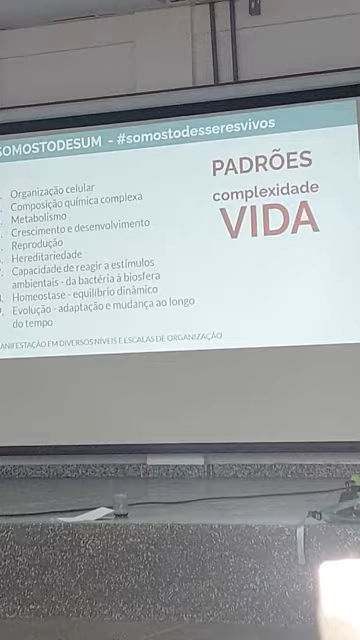 SOMOSTODESUM - #somostodesseresvivos
PADRÕES
complexidade
VIDA
Organização celular
Composição química complexa
Metabolismo
Crescimento e desenvolvimento
Reprodução
Hereditariedade
Capacidade de reagir a estímulos
ambientais - da bactéria à biosfera
Homeostase - equilíbrio dinâmico
Evolução - adaptação e mudança ao longo
do tempo
ANIFESTAÇÃO EM DIVERSOS NÍVEIS E ESCALAS DE ORGANIZAÇÃO